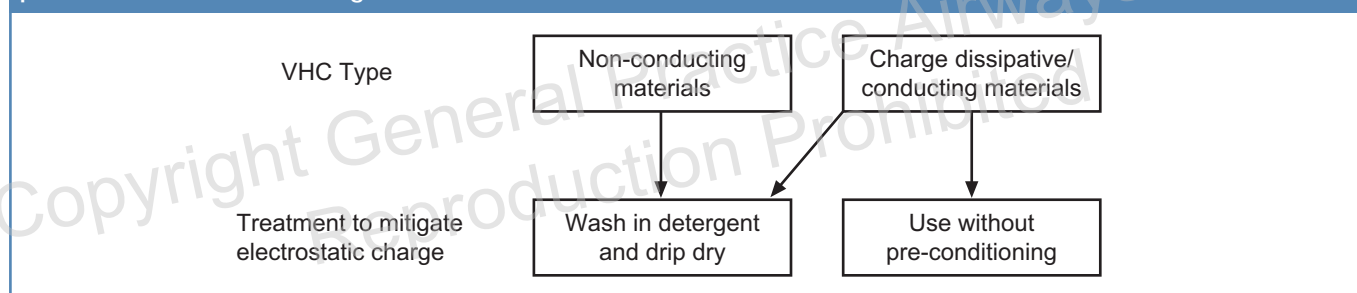 VHC Type
Non-conducting
materials
Charge dissipative/
conducting materials
Treatment to mitigate
electrostatic charge
Wash in detergent
and drip dry
Use without
pre-conditioning
Copyright General Practice Airways
Reproduction Prohibited